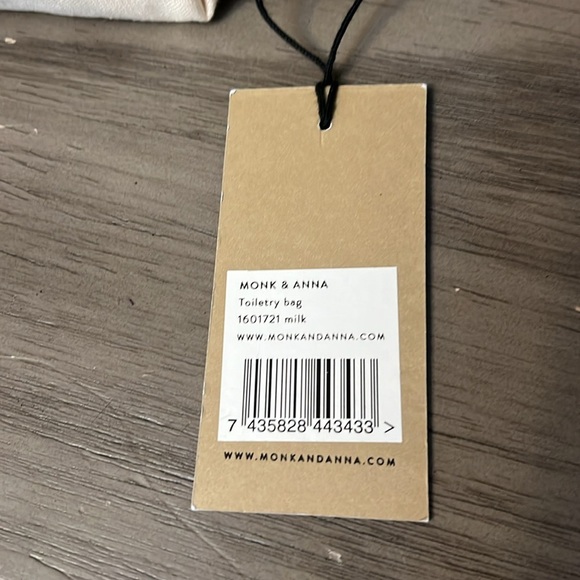 MONK & ANNA
Toiletry bag
1601721 milk
WWW.MONKANDANNA.COM
7 435828 443433 >
WWW.MONKANDANNA.COM